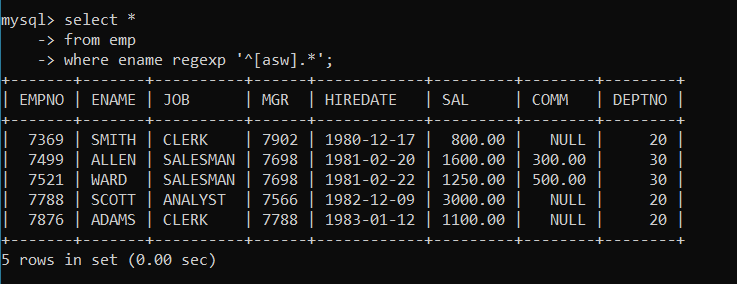 mysql> select *
    -> from emp
    -> where ename regexp '^[asw].*';
+-------+-------+----------+------+------------+---------+--------+--------+
| EMPNO | ENAME | JOB      | MGR  | HIREDATE   | SAL     | COMM   | DEPTNO |
+-------+-------+----------+------+------------+---------+--------+--------+
|  7369 | SMITH | CLERK    | 7902 | 1980-12-17 |  800.00 |   NULL |     20 |
|  7499 | ALLEN | SALESMAN | 7698 | 1981-02-20 | 1600.00 | 300.00 |     30 |
|  7521 | WARD  | SALESMAN | 7698 | 1981-02-22 | 1250.00 | 500.00 |     30 |
|  7788 | SCOTT | ANALYST  | 7566 | 1982-12-09 | 3000.00 |   NULL |     20 |
|  7876 | ADAMS | CLERK    | 7788 | 1983-01-12 | 1100.00 |   NULL |     20 |
+-------+-------+----------+------+------------+---------+--------+--------+
5 rows in set (0.00 sec)